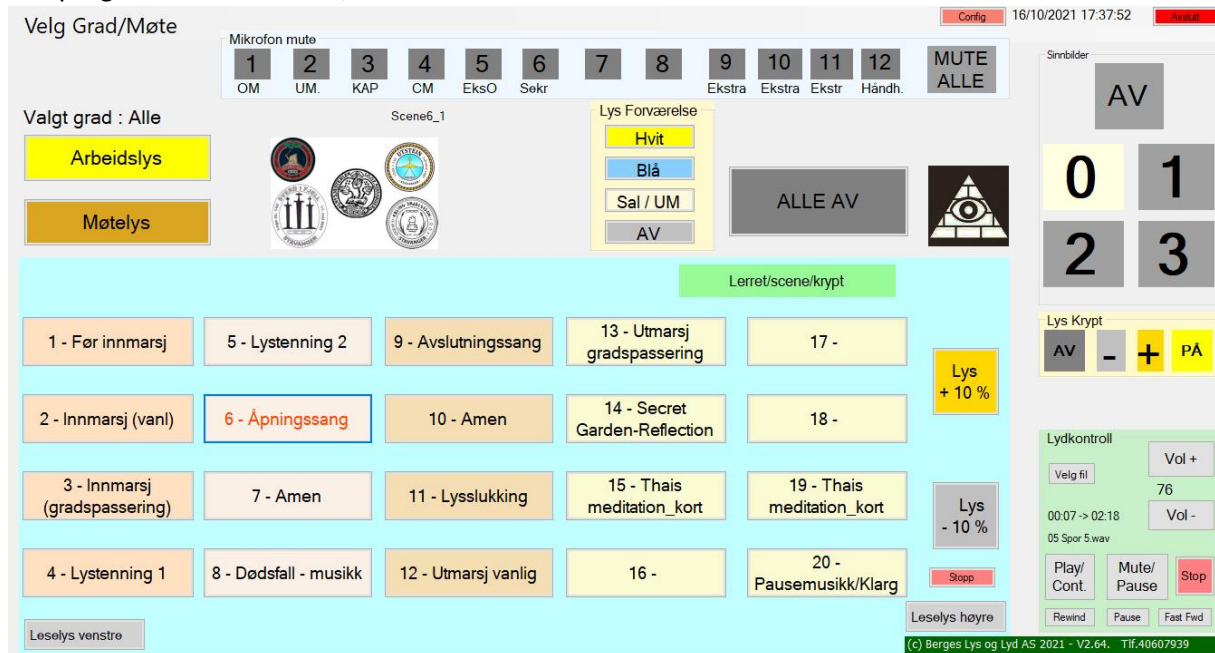 Velg Grad/Møte
Config
16/10/2021 17:37:52
Avslutt
Mikrofon mute
1 2 3 4 5 6 7 8 9 10 11 12
OM UM. KAP CM EksO Sekr Ekstra Ekstra Ekstr Håndh.
MUTE
ALLE
Sinnbilder
AV
0 1
2 3
Valgt grad : Alle
Scene6_1
Arbeidslys
Møtelys
UTSTEIN
STAVANGER
Lys Forværelse
Hvit
Blå
Sal / UM
AV
ALLE AV
Lerret/scene/krypt
1 - Før innmarsj
5 - Lystenning 2
9 - Avslutningssang
13 - Utmarsj
gradspassering
17 -
2 - Innmarsj (vanl)
6 - Åpningssang
10 - Amen
14 - Secret
Garden-Reflection
18 -
3 - Innmarsj
(gradspassering)
7 - Amen
11 - Lysslukking
15 - Thais
meditation_kort
19 - Thais
meditation_kort
4 - Lystenning 1
8 - Dødsfall - musikk
12 - Utmarsj vanlig
16 -
20 -
Pausemusikk/Klarg
Lys
+ 10 %
Lys
- 10 %
Stopp
Leselys venstre
Leselys høyre
Lys Krypt
AV - + PÅ
Lydkontroll
Velg fil
Vol +
76
00:07 -> 02:18
Vol -
05 Spor 5.wav
Play/
Cont.
Mute/
Pause
Stop
Rewind
Pause
Fast Fwd
(c) Berges Lys og Lyd AS 2021 - V2.64. Tlf.40607939